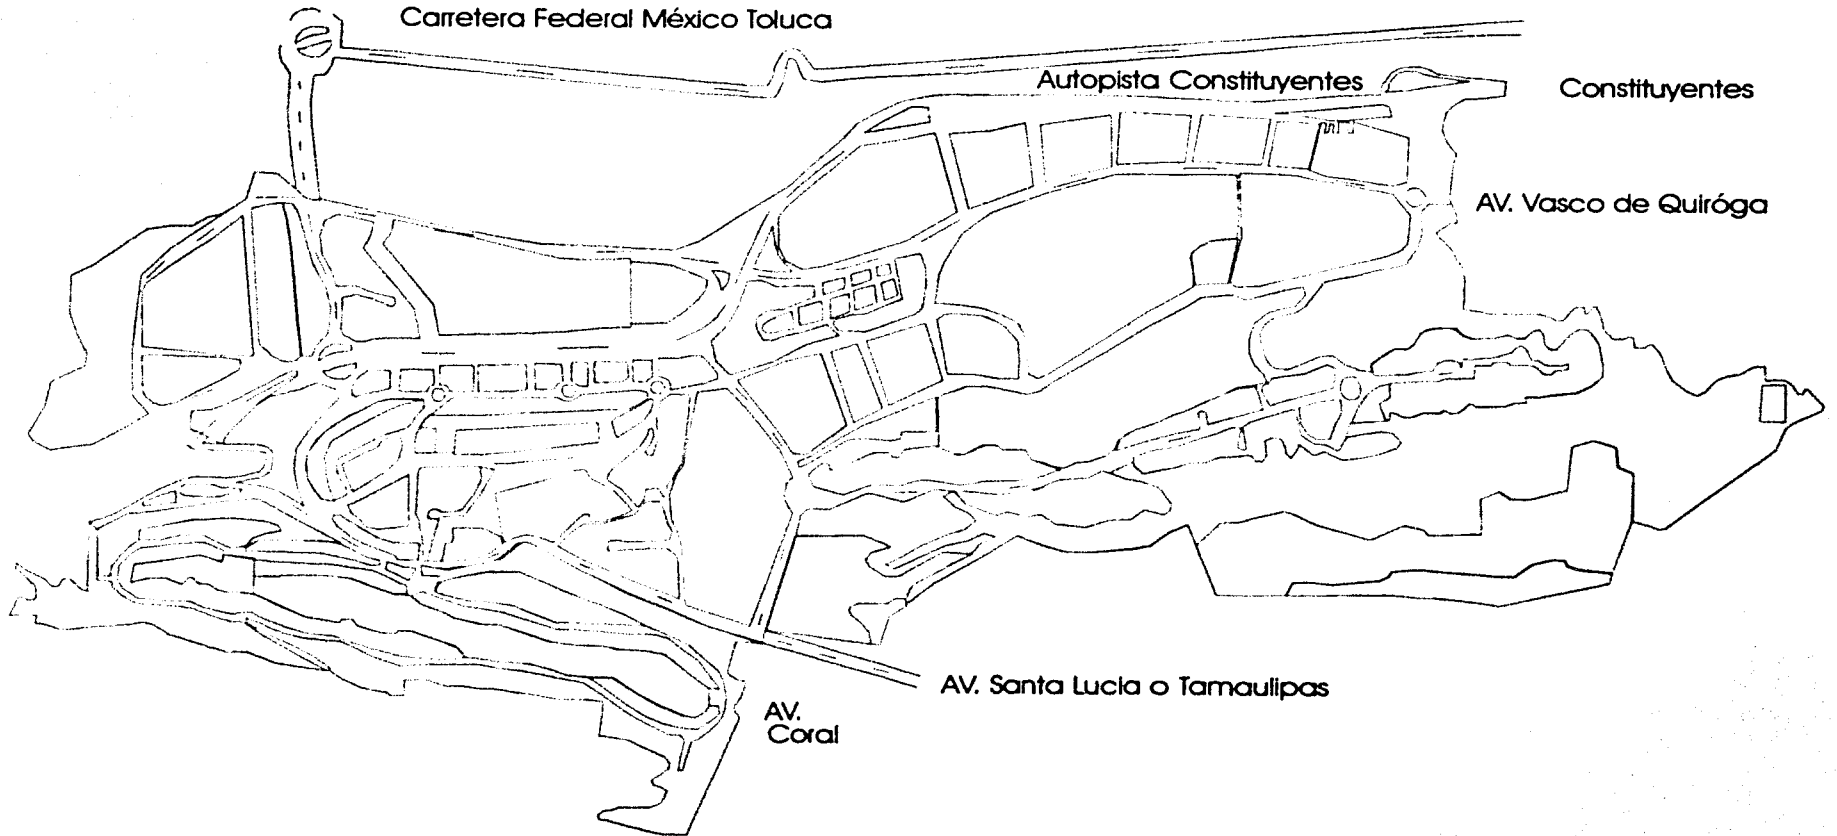 Carretera Federal México Toluca
Autopista Constituyentes
Constituyentes
AV. Vasco de Quiróga
AV. Santa Lucia o Tamaulipas
AV.
Coral